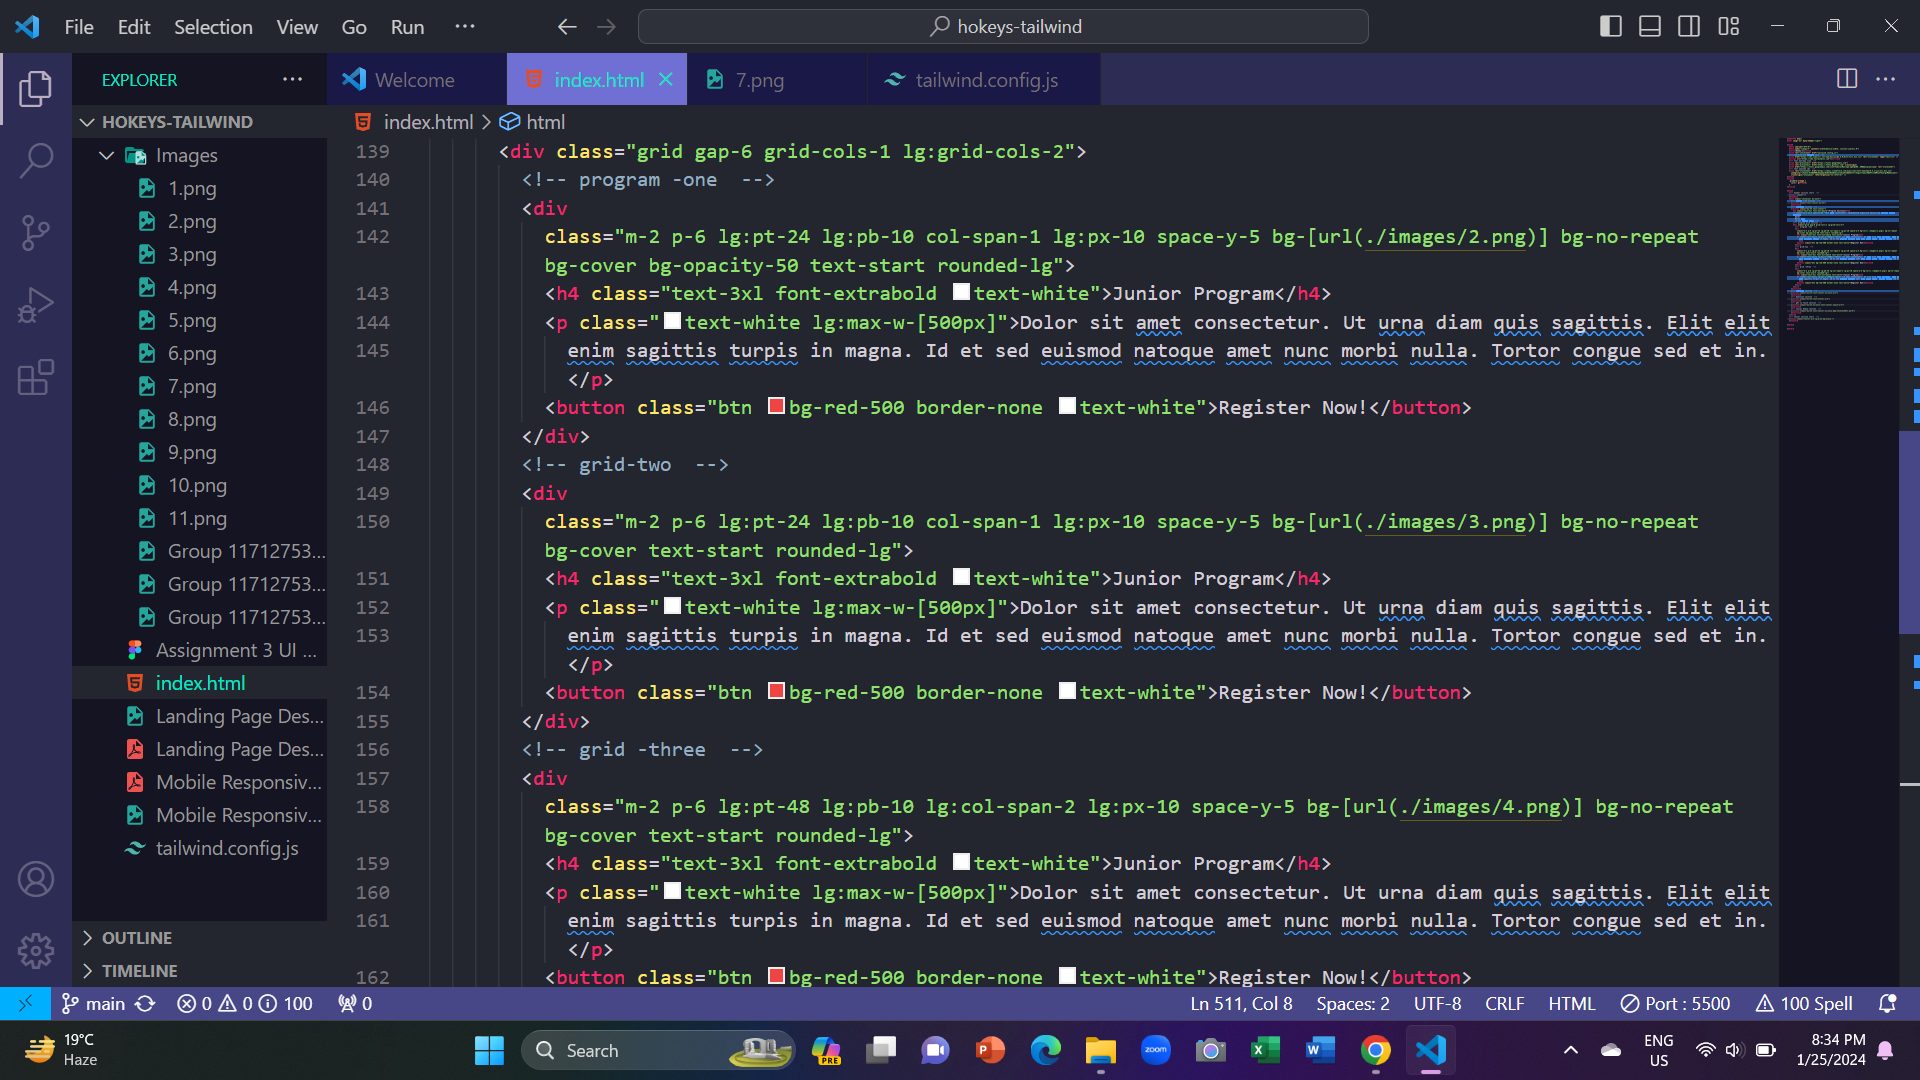 File Edit Selection View Go Run ···
hokeys-tailwind
EXPLORER ···
Welcome
index.html
7.png
tailwind.config.js
HOKEYS-TAILWIND
index.html > html
Images
1.png
2.png
3.png
4.png
5.png
6.png
7.png
8.png
9.png
10.png
11.png
Group 11712753...
Group 11712753...
Group 11712753...
Assignment 3 UI ...
index.html
Landing Page Des...
Landing Page Des...
Mobile Responsiv...
Mobile Responsiv...
tailwind.config.js
OUTLINE
TIMELINE
139 <div class="grid gap-6 grid-cols-1 lg:grid-cols-2">
140 <!-- program -one  -->
141 <div
142 class="m-2 p-6 lg:pt-24 lg:pb-10 col-span-1 lg:px-10 space-y-5 bg-[url(./images/2.png)] bg-no-repeat
bg-cover bg-opacity-50 text-start rounded-lg">
143 <h4 class="text-3xl font-extrabold text-white">Junior Program</h4>
144 <p class="text-white lg:max-w-[500px]">Dolor sit amet consectetur. Ut urna diam quis sagittis. Elit elit
145 enim sagittis turpis in magna. Id et sed euismod natoque amet nunc morbi nulla. Tortor congue sed et in.
</p>
146 <button class="btn bg-red-500 border-none text-white">Register Now!</button>
147 </div>
148 <!-- grid-two  -->
149 <div
150 class="m-2 p-6 lg:pt-24 lg:pb-10 col-span-1 lg:px-10 space-y-5 bg-[url(./images/3.png)] bg-no-repeat
bg-cover text-start rounded-lg">
151 <h4 class="text-3xl font-extrabold text-white">Junior Program</h4>
152 <p class="text-white lg:max-w-[500px]">Dolor sit amet consectetur. Ut urna diam quis sagittis. Elit elit
153 enim sagittis turpis in magna. Id et sed euismod natoque amet nunc morbi nulla. Tortor congue sed et in.
</p>
154 <button class="btn bg-red-500 border-none text-white">Register Now!</button>
155 </div>
156 <!-- grid -three  -->
157 <div
158 class="m-2 p-6 lg:pt-48 lg:pb-10 lg:col-span-2 lg:px-10 space-y-5 bg-[url(./images/4.png)] bg-no-repeat
bg-cover text-start rounded-lg">
159 <h4 class="text-3xl font-extrabold text-white">Junior Program</h4>
160 <p class="text-white lg:max-w-[500px]">Dolor sit amet consectetur. Ut urna diam quis sagittis. Elit elit
161 enim sagittis turpis in magna. Id et sed euismod natoque amet nunc morbi nulla. Tortor congue sed et in.
</p>
162 <button class="btn bg-red-500 border-none text-white">Register Now!</button>
main 0 0 100 0
Ln 511, Col 8 Spaces: 2 UTF-8 CRLF HTML Port : 5500 100 Spell
19°C
Haze
Search
PRE
zoom
ENG
US
8:34 PM
1/25/2024